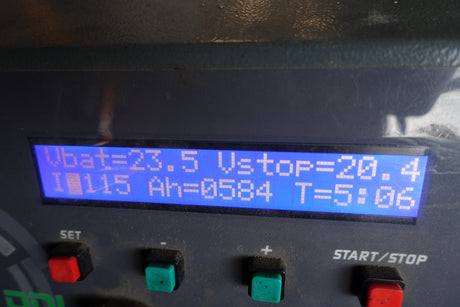 Vbat=23.5 Vstop=20.4
I 115 Ah=0584 T=5:06
SET - + START/STOP